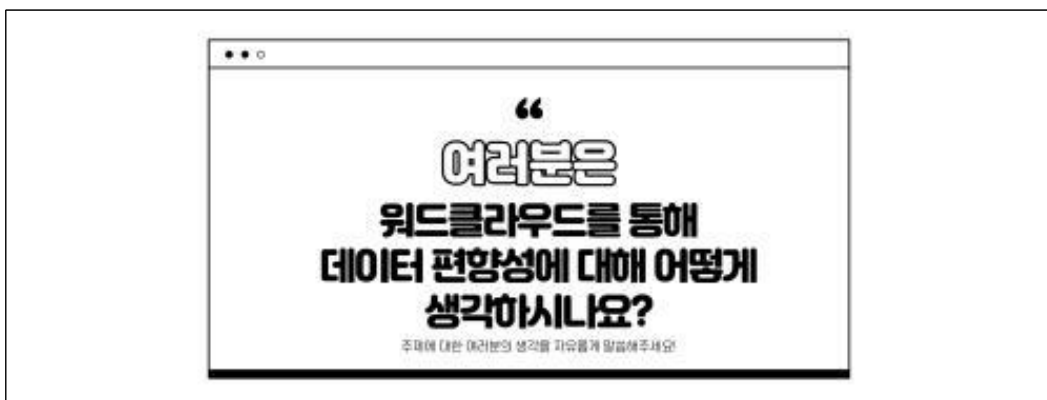 “
여러분은
워드클라우드를 통해
데이터 편향성에 대해 어떻게
생각하시나요?
주제에 대한 여러분의 생각을 자유롭게 말씀해주세요!